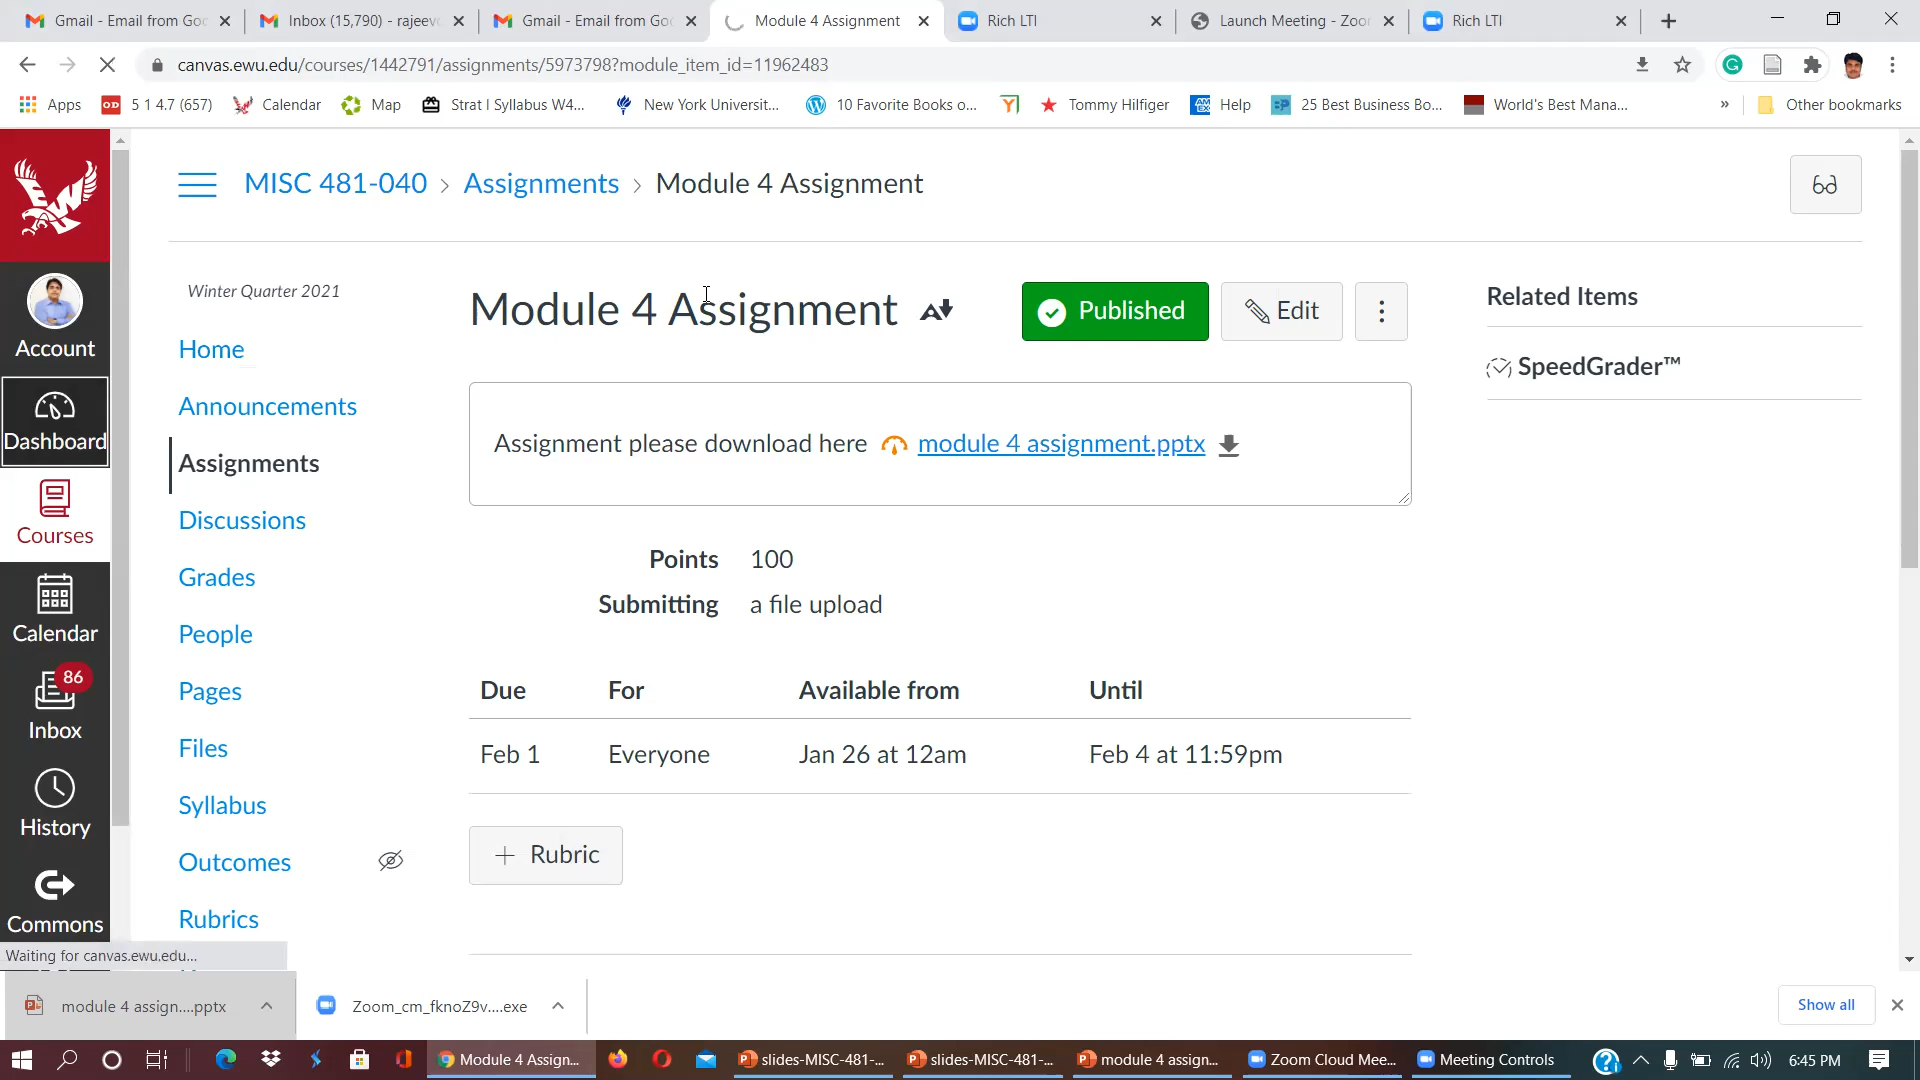 Gmail - Email from Goo
Inbox (15,790) - rajeev
Gmail - Email from Goo
Module 4 Assignment
Rich LTI
Launch Meeting - Zoo
Rich LTI
canvas.ewu.edu/courses/1442791/assignments/5973798?module_item_id=11962483
Apps
5 1 4.7 (657)
Calendar
Map
Strat I Syllabus W4...
New York Universit...
10 Favorite Books o...
Tommy Hilfiger
Help
25 Best Business Bo...
World's Best Mana...
»
Other bookmarks
MISC 481-040 › Assignments › Module 4 Assignment
Account
Dashboard
Courses
Calendar
86
Inbox
History
Commons
Winter Quarter 2021
Home
Announcements
Assignments
Discussions
Grades
People
Pages
Files
Syllabus
Outcomes
Rubrics
Module 4 Assignment
Published
Edit
Assignment please download here module 4 assignment.pptx
Points 100
Submitting a file upload
Due For Available from Until
Feb 1 Everyone Jan 26 at 12am Feb 4 at 11:59pm
+ Rubric
Related Items
SpeedGrader™
Waiting for canvas.ewu.edu...
module 4 assign....pptx
Zoom_cm_fknoZ9v....exe
Show all
Module 4 Assign...
slides-MISC-481-...
slides-MISC-481-...
module 4 assign...
Zoom Cloud Mee...
Meeting Controls
6:45 PM